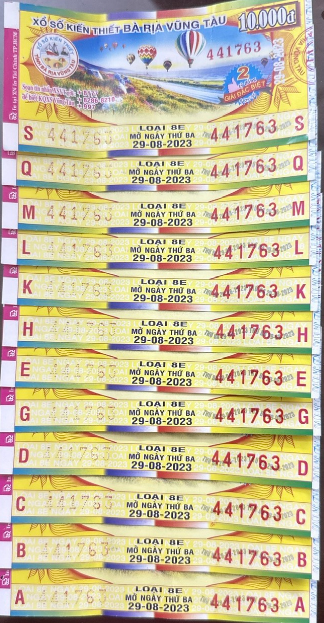 XỔ SỐ KIẾN THIẾT BÀ RỊA VŨNG TÀU
10.000đ
441763
2
GIẢI ĐẶC BIỆT
S 441763 LOẠI 8E 441763 S
MỞ NGÀY THỨ BA
29-08-2023
Q 441763 LOẠI 8E 441763 Q
MỞ NGÀY THỨ BA
29-08-2023
M 441763 LOẠI 8E 441763 M
MỞ NGÀY THỨ BA
29-08-2023
L 441763 LOẠI 8E 441763 L
MỞ NGÀY THỨ BA
29-08-2023
K 441763 LOẠI 8E 441763 K
MỞ NGÀY THỨ BA
29-08-2023
H 441763 LOẠI 8E 441763 H
MỞ NGÀY THỨ BA
29-08-2023
E 441763 LOẠI 8E 441763 E
MỞ NGÀY THỨ BA
29-08-2023
G 441763 LOẠI 8E 441763 G
MỞ NGÀY THỨ BA
29-08-2023
D 441763 LOẠI 8E 441763 D
MỞ NGÀY THỨ BA
29-08-2023
C 441763 LOẠI 8E 441763 C
MỞ NGÀY THỨ BA
29-08-2023
B 441763 LOẠI 8E 441763 B
MỞ NGÀY THỨ BA
29-08-2023
A 441763 LOẠI 8E 441763 A
MỞ NGÀY THỨ BA
29-08-2023